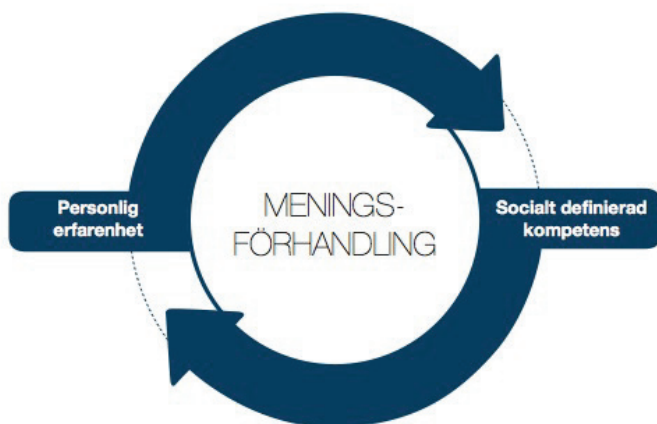 Personlig
erfarenhet
MENINGS-
FÖRHANDLING
Socialt definierad
kompetens